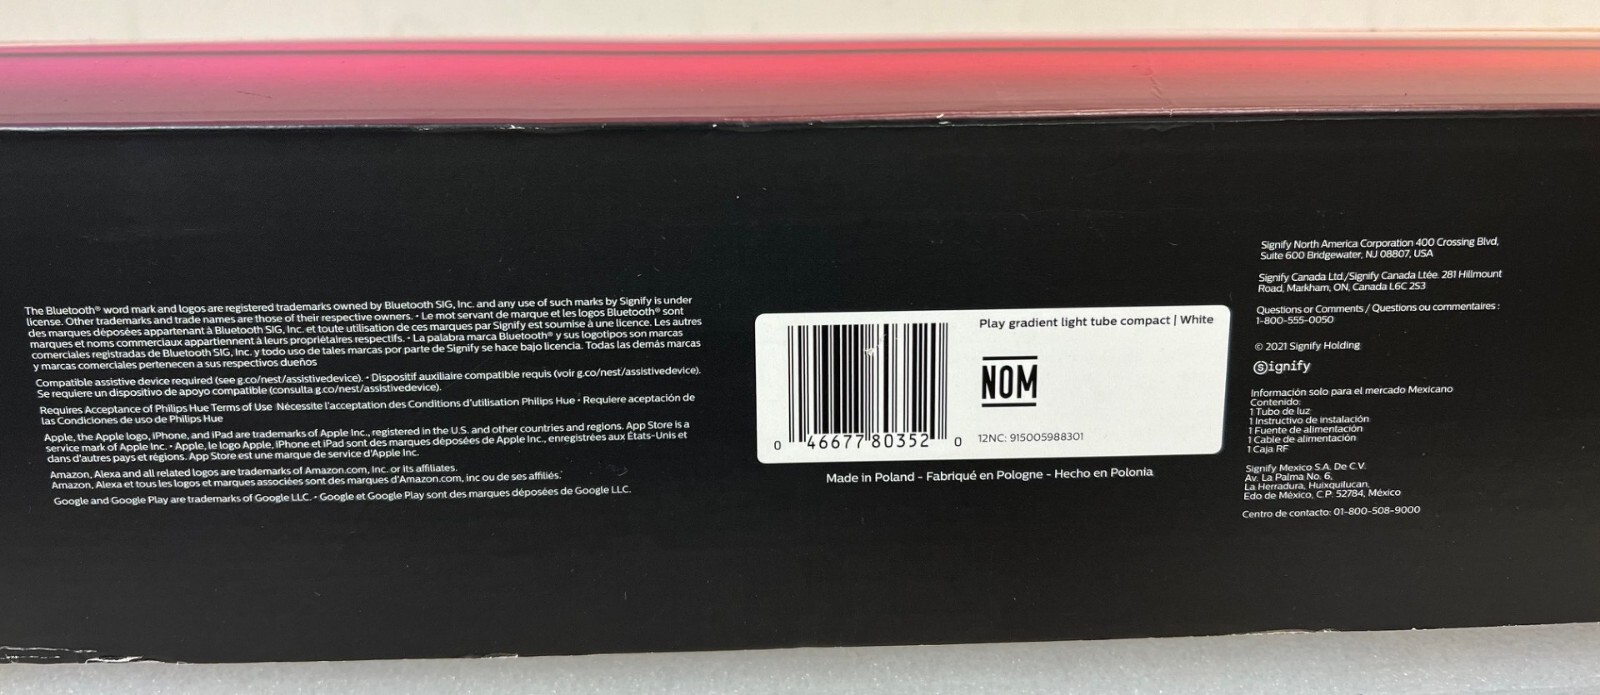 The Bluetooth® word mark and logos are registered trademarks owned by Bluetooth SIG, Inc. and any use of such marks by Signify is under
license. Other trademarks and trade names are those of their respective owners. • Le mot servant de marque et les logos Bluetooth® sont
des marques déposées appartenant à Bluetooth SIG, Inc. et toute utilisation de ces marques par Signify est soumise à une licence. Les autres
marques et noms commerciaux appartiennent à leurs propriétaires respectifs. • La palabra marca Bluetooth® y sus logotipos son marcas
comerciales registradas de Bluetooth SIG, Inc. y todo uso de tales marcas por parte de Signify se hace bajo licencia. Todas las demás marcas
y marcas comerciales pertenecen a sus respectivos dueños
Compatible assistive device required (see g.co/nest/assistivedevice). • Dispositif auxiliaire compatible requis (voir g.co/nest/assistivedevice).
Se requiere un dispositivo de apoyo compatible (consulta g.co/nest/assistivedevice).
Requires Acceptance of Philips Hue Terms of Use Nécessite l'acceptation des Conditions d'utilisation Philips Hue • Requiere aceptación de
las Condiciones de uso de Philips Hue
Apple, the Apple logo, iPhone, and iPad are trademarks of Apple Inc., registered in the U.S. and other countries and regions. App Store is a
service mark of Apple Inc. • Apple, le logo Apple, iPhone et iPad sont des marques déposées de Apple Inc., enregistrées aux États-Unis et
dans d'autres pays et régions. App Store est une marque de service d'Apple Inc.
Amazon, Alexa and all related logos are trademarks of Amazon.com, Inc. or its affiliates.
Amazon, Alexa et tous les logos et marques associées sont des marques d'Amazon.com, inc ou de ses affiliés.
Google and Google Play are trademarks of Google LLC. • Google et Google Play sont des marques déposées de Google LLC.
Play gradient light tube compact | White
NOM
0 46677 80352 0
12NC: 915005988301
Made in Poland - Fabriqué en Pologne - Hecho en Polonia
Signify North America Corporation 400 Crossing Blvd,
Suite 600 Bridgewater, NJ 08807, USA
Signify Canada Ltd./Signify Canada Ltée. 281 Hillmount
Road, Markham, ON, Canada L6C 2S3
Questions or Comments / Questions ou commentaires :
1-800-555-0050
© 2021 Signify Holding
Signify
Información solo para el mercado Mexicano
Contenido:
1 Tubo de luz
1 Instructivo de instalación
1 Fuente de alimentación
1 Cable de alimentación
1 Caja RF
Signify Mexico S.A. De C.V.
Av. La Palma No. 6,
La Herradura, Huixquilucan,
Edo de México, C.P. 52784, México
Centro de contacto: 01-800-508-9000